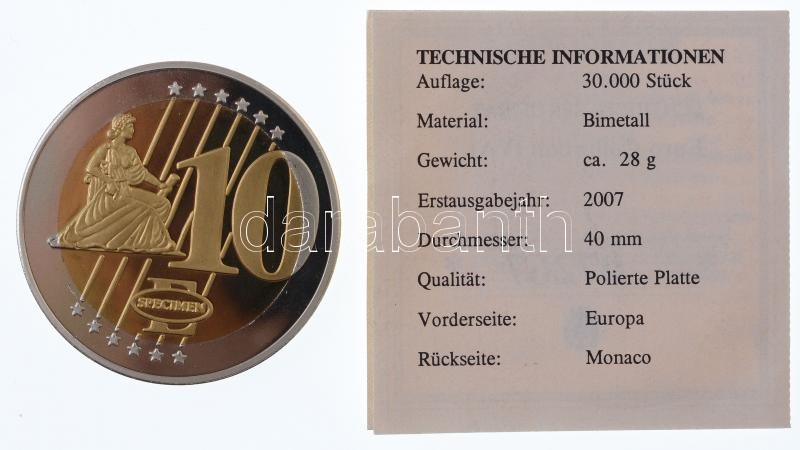 10
SPECIMEN
E
TECHNISCHE INFORMATIONEN
Auflage: 30.000 Stück
Material: Bimetall
Gewicht: ca. 28 g
Erstausgabejahr: 2007
Durchmesser: 40 mm
Qualität: Polierte Platte
Vorderseite: Europa
Rückseite: Monaco
darabanth